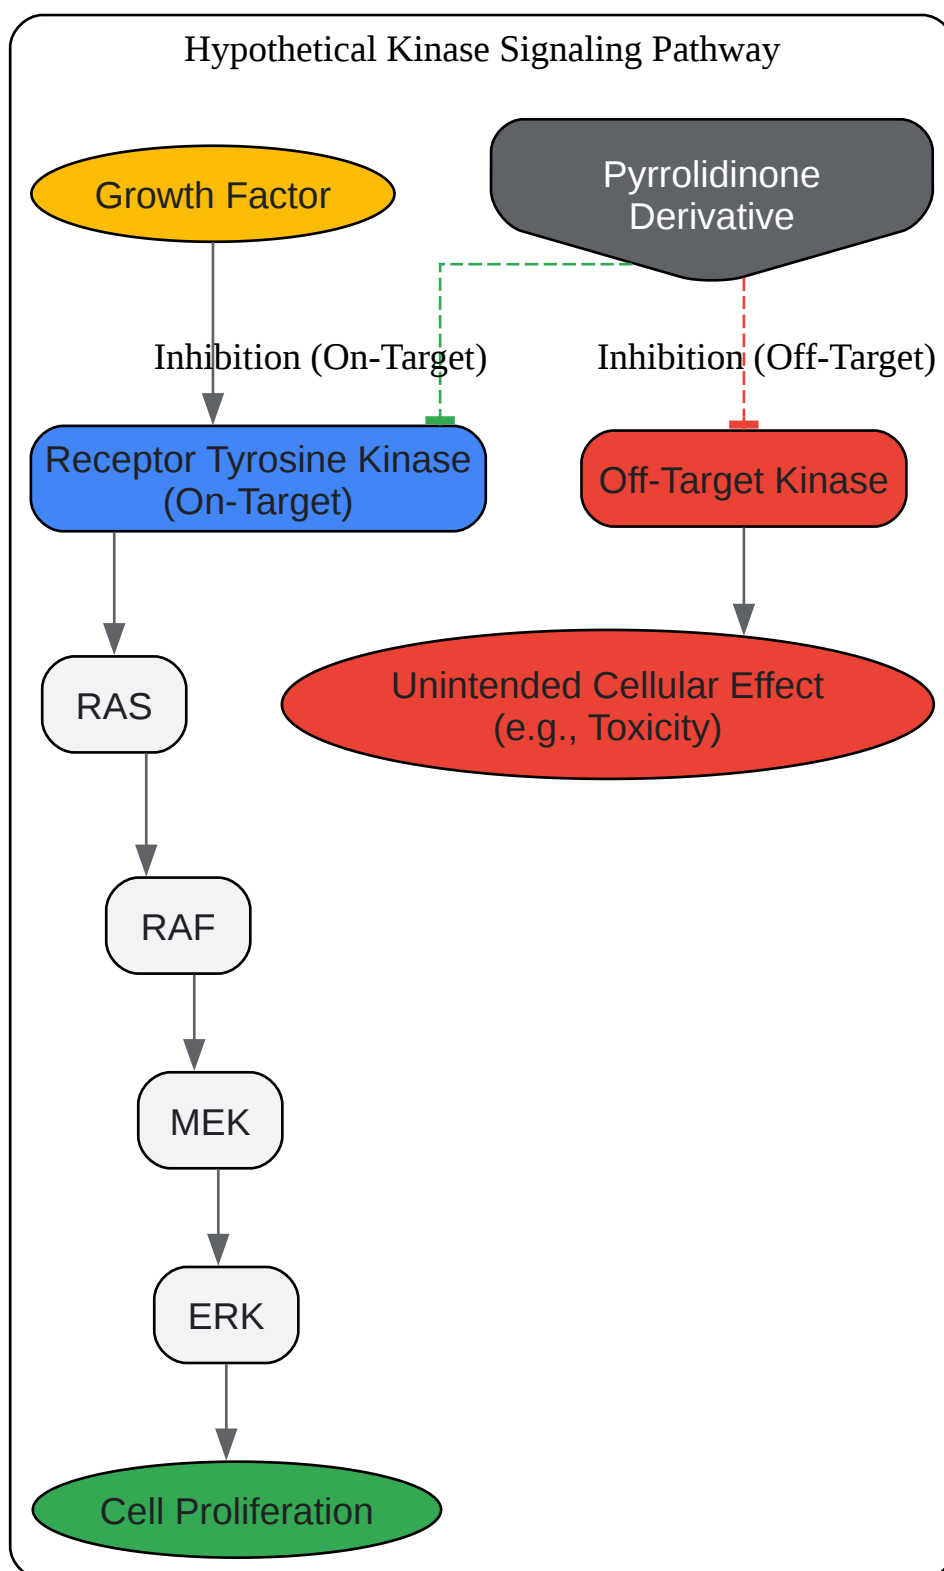 Hypothetical Kinase Signaling Pathway
Growth Factor
Pyrrolidinone
Derivative
Inhibition (On-Target)
Inhibition (Off-Target)
Receptor Tyrosine Kinase
(On-Target)
Off-Target Kinase
RAS
Unintended Cellular Effect
(e.g., Toxicity)
RAF
MEK
ERK
Cell Proliferation